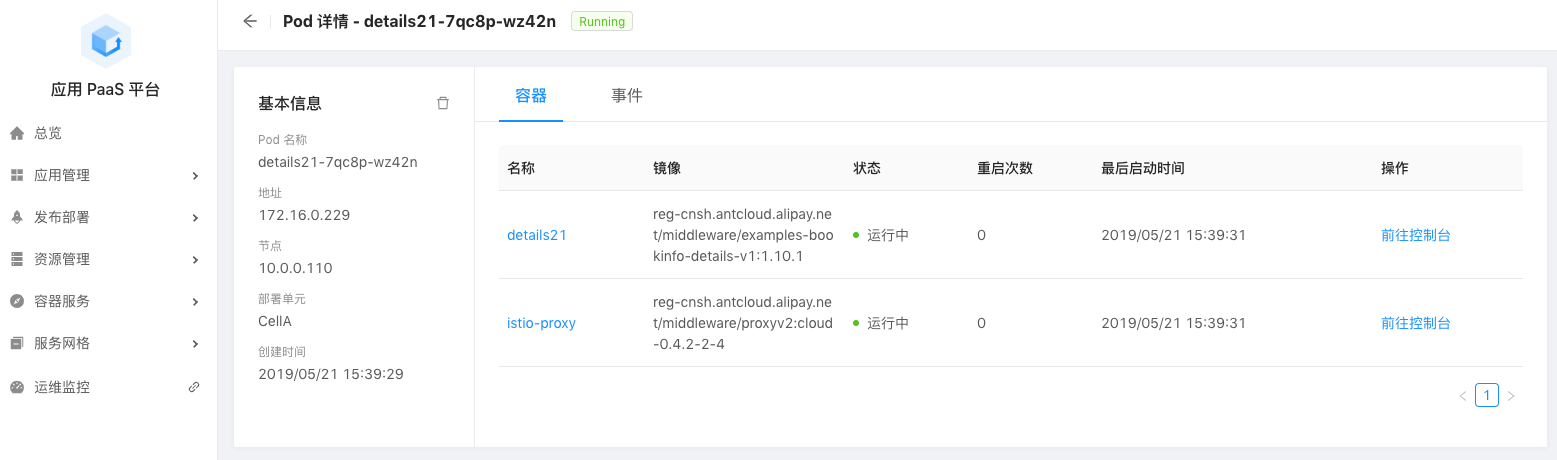 应用 PaaS 平台
总览
应用管理
发布部署
资源管理
容器服务
服务网格
运维监控
Pod 详情 - details21-7qc8p-wz42n Running
基本信息
Pod 名称
details21-7qc8p-wz42n
地址
172.16.0.229
节点
10.0.0.110
部署单元
CellA
创建时间
2019/05/21 15:39:29
容器 事件
名称 镜像 状态 重启次数 最后启动时间 操作
reg-cnsh.antcloud.alipay.ne
details21 t/middleware/examples-boo 运行中 0 2019/05/21 15:39:31 前往控制台
kinfo-details-v1:1.10.1
reg-cnsh.antcloud.alipay.ne
istio-proxy t/middleware/proxyv2:cloud 运行中 0 2019/05/21 15:39:31 前往控制台
-0.4.2-2-4
1